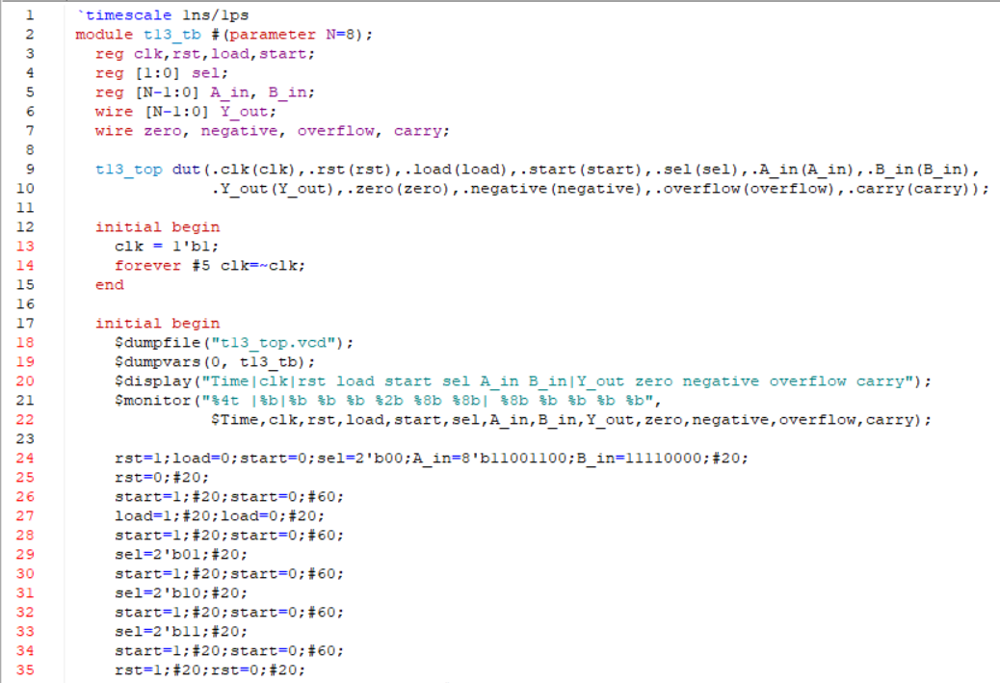 1 `timescale 1ns/1ps
2 module t13_tb #(parameter N=8);
3 reg clk,rst,load,start;
4 reg [1:0] sel;
5 reg [N-1:0] A_in, B_in;
6 wire [N-1:0] Y_out;
7 wire zero, negative, overflow, carry;
8
9 t13_top dut(.clk(clk),.rst(rst),.load(load),.start(start),.sel(sel),.A_in(A_in),.B_in(B_in),
10 .Y_out(Y_out),.zero(zero),.negative(negative),.overflow(overflow),.carry(carry));
11
12 initial begin
13 clk = 1'b1;
14 forever #5 clk=~clk;
15 end
16
17 initial begin
18 $dumpfile("t13_top.vcd");
19 $dumpvars(0, t13_tb);
20 $display("Time|clk|rst load start sel A_in B_in|Y_out zero negative overflow carry");
21 $monitor("%4t |%b|%b %b %b %2b %8b %8b| %8b %b %b %b %b",
22 $Time,clk,rst,load,start,sel,A_in,B_in,Y_out,zero,negative,overflow,carry);
23
24 rst=1;load=0;start=0;sel=2'b00;A_in=8'b11001100;B_in=11110000;#20;
25 rst=0;#20;
26 start=1;#20;start=0;#60;
27 load=1;#20;load=0;#20;
28 start=1;#20;start=0;#60;
29 sel=2'b01;#20;
30 start=1;#20;start=0;#60;
31 sel=2'b10;#20;
32 start=1;#20;start=0;#60;
33 sel=2'b11;#20;
34 start=1;#20;start=0;#60;
35 rst=1;#20;rst=0;#20;